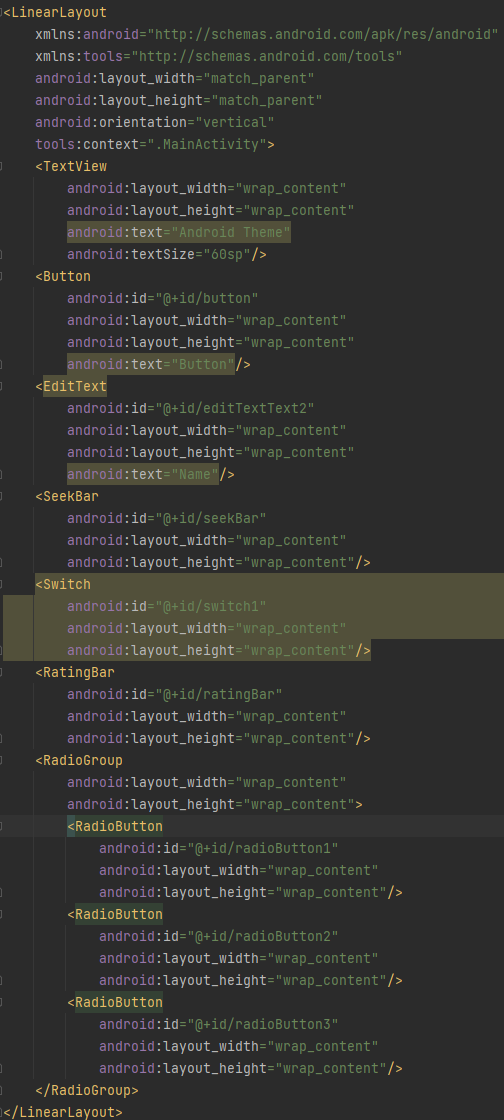 <LinearLayout
xmlns:android="http://schemas.android.com/apk/res/android"
xmlns:tools="http://schemas.android.com/tools"
android:layout_width="match_parent"
android:layout_height="match_parent"
android:orientation="vertical"
tools:context=".MainActivity">
<TextView
android:layout_width="wrap_content"
android:layout_height="wrap_content"
android:text="Android Theme"
android:textSize="60sp"/>
<Button
android:id="@+id/button"
android:layout_width="wrap_content"
android:layout_height="wrap_content"
android:text="Button"/>
<EditText
android:id="@+id/editTextText2"
android:layout_width="wrap_content"
android:layout_height="wrap_content"
android:text="Name"/>
<SeekBar
android:id="@+id/seekBar"
android:layout_width="wrap_content"
android:layout_height="wrap_content"/>
<Switch
android:id="@+id/switch1"
android:layout_width="wrap_content"
android:layout_height="wrap_content"/>
<RatingBar
android:id="@+id/ratingBar"
android:layout_width="wrap_content"
android:layout_height="wrap_content"/>
<RadioGroup
android:layout_width="wrap_content"
android:layout_height="wrap_content">
<RadioButton
android:id="@+id/radioButton1"
android:layout_width="wrap_content"
android:layout_height="wrap_content"/>
<RadioButton
android:id="@+id/radioButton2"
android:layout_width="wrap_content"
android:layout_height="wrap_content"/>
<RadioButton
android:id="@+id/radioButton3"
android:layout_width="wrap_content"
android:layout_height="wrap_content"/>
</RadioGroup>
</LinearLayout>